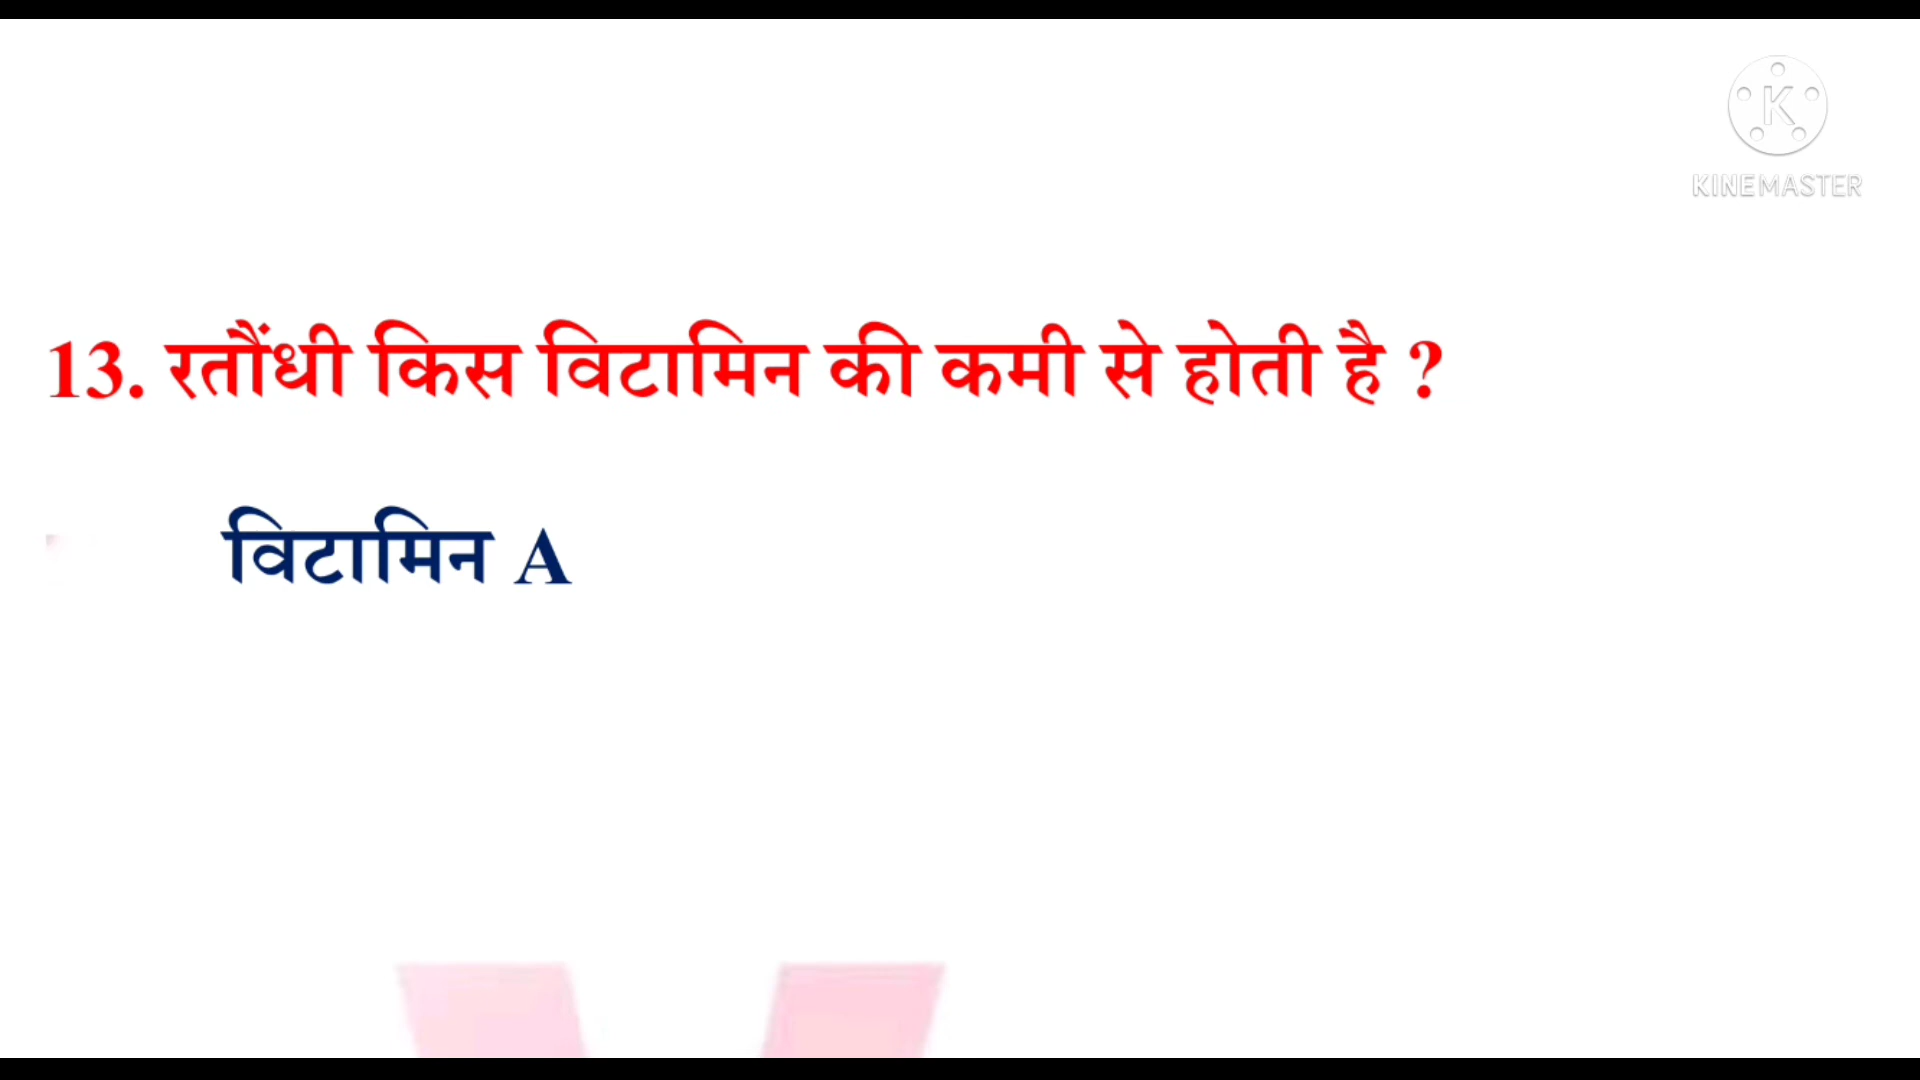 K
KINEMASTER
13. रतौंधी किस विटामिन की कमी से होती है ?
विटामिन A